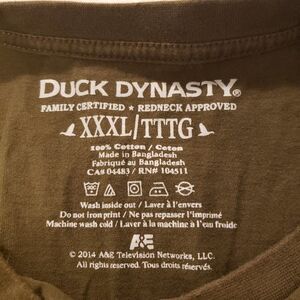 DUCK DYNASTY®
FAMILY CERTIFIED ★ REDNECK APPROVED
XXXL/TTTG
100% Cotton / Coton
Made in Bangladesh
Fabriqué au Bangladesh
CA# 04483 / RN# 104511
Wash inside out / Laver à l'envers
Do not iron print / Ne pas repasser l'imprimé
Machine wash cold / Laver à la machine à l'eau froide
A&E
© 2014 A&E Television Networks, LLC.
All rights reserved. Tous droits réservés.